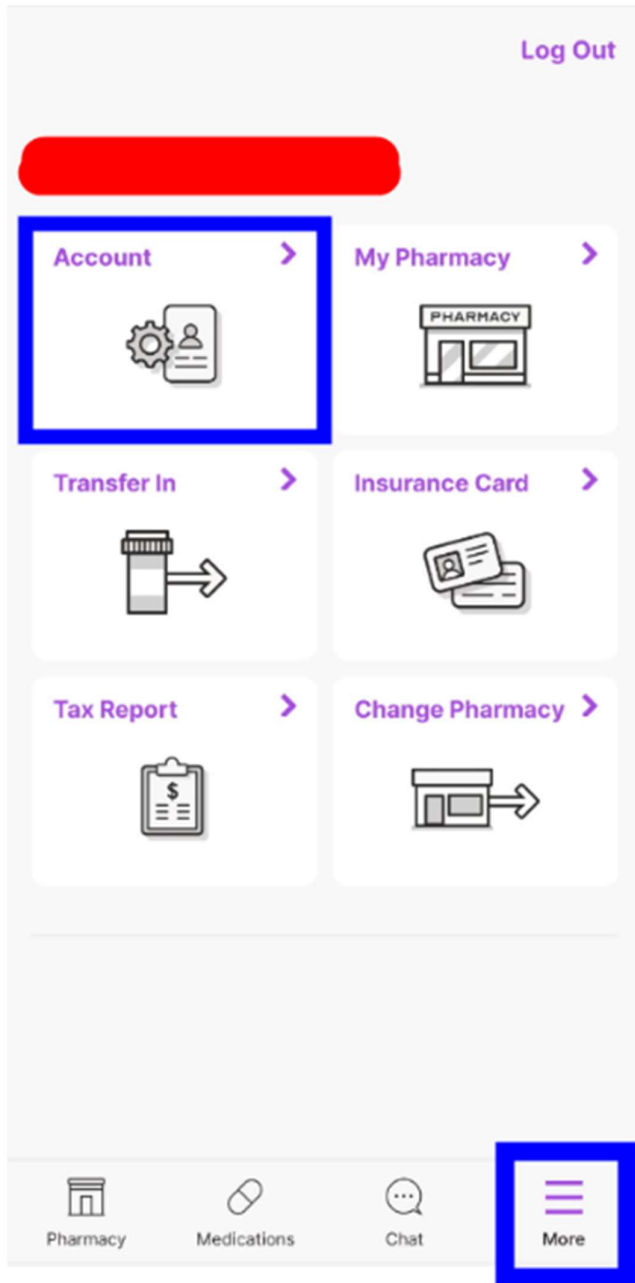 Log Out
Account
My Pharmacy
PHARMACY
Transfer In
Insurance Card
Tax Report
Change Pharmacy
$
Pharmacy
Medications
Chat
More